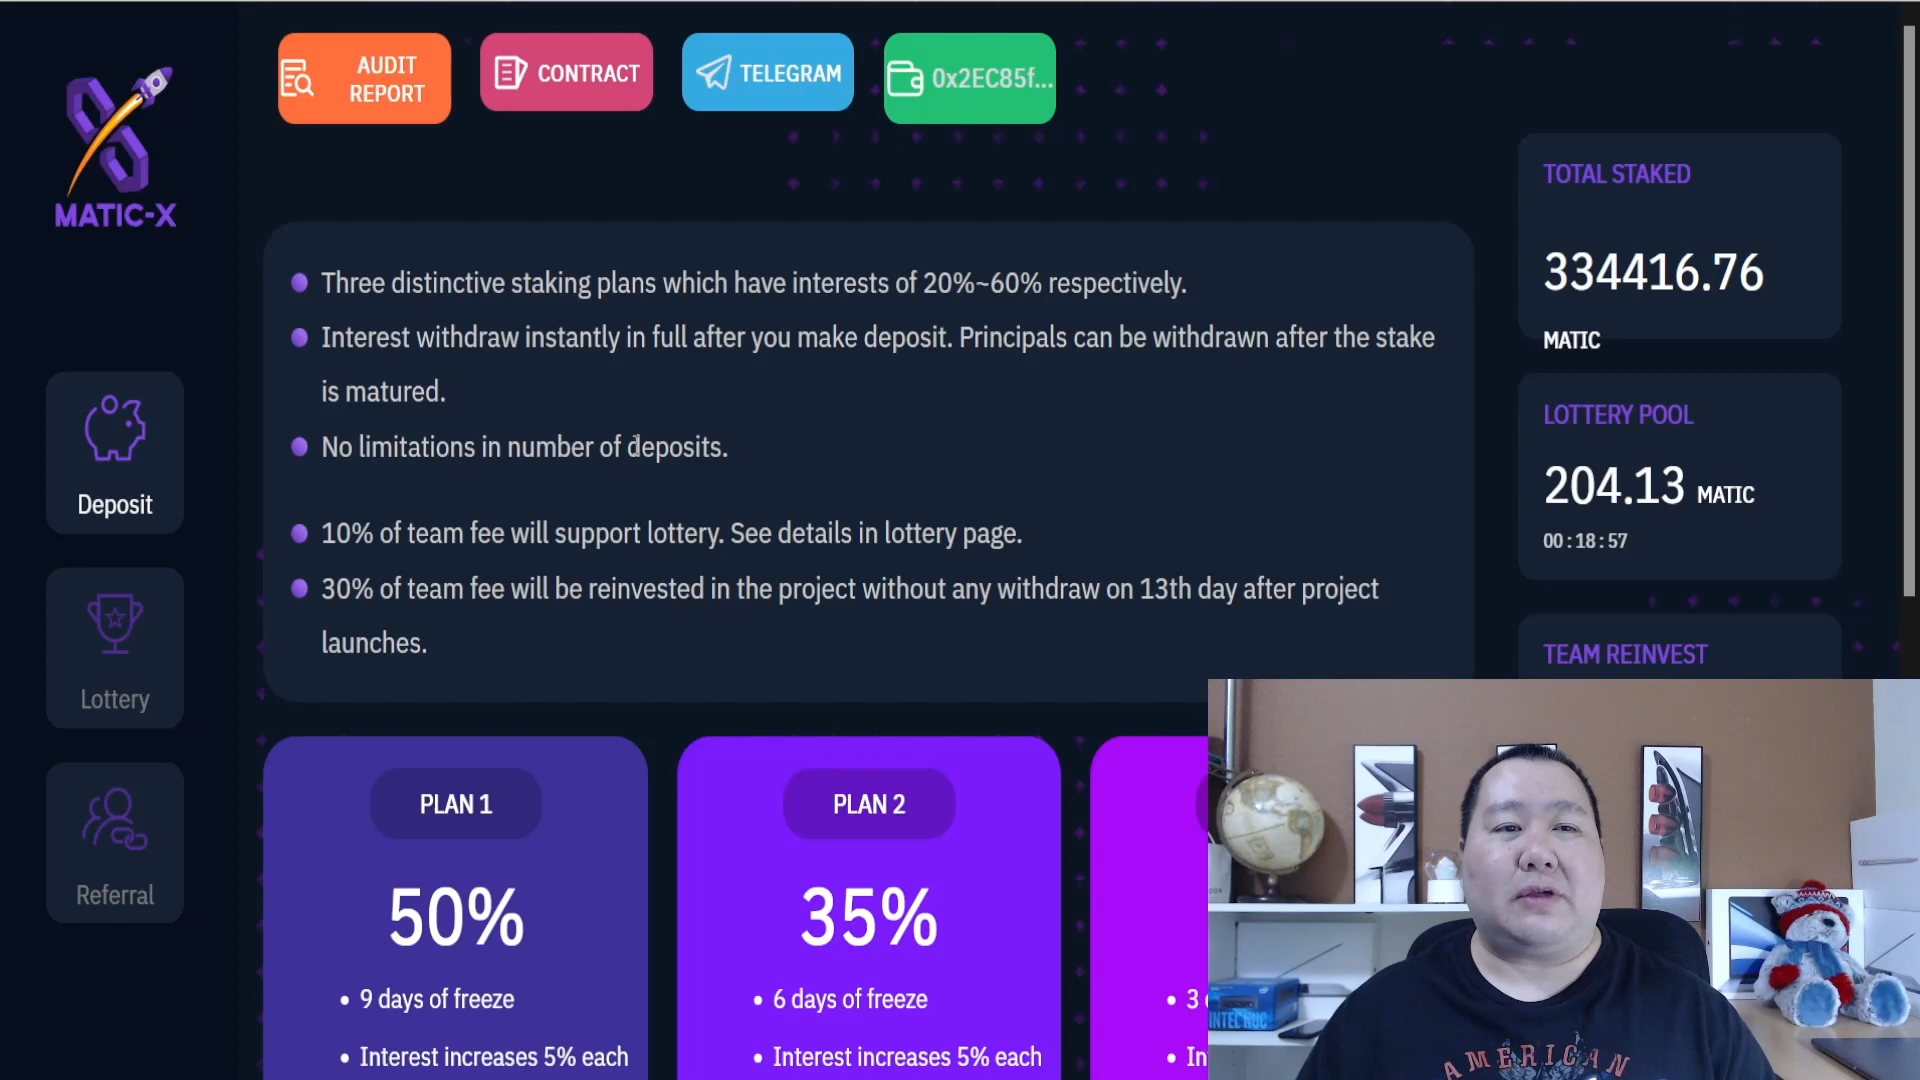 AUDIT
REPORT
CONTRACT
TELEGRAM
0x2EC85f...
MATIC-X
Deposit
Lottery
Referral
Three distinctive staking plans which have interests of 20%~60% respectively.
Interest withdraw instantly in full after you make deposit. Principals can be withdrawn after the stake
is matured.
No limitations in number of deposits.
10% of team fee will support lottery. See details in lottery page.
30% of team fee will be reinvested in the project without any withdraw on 13th day after project
launches.
TOTAL STAKED
334416.76
MATIC
LOTTERY POOL
204.13 MATIC
00:18:57
TEAM REINVEST
PLAN 1
50%
• 9 days of freeze
• Interest increases 5% each
PLAN 2
35%
• 6 days of freeze
• Interest increases 5% each
• 3
• In
INTEL NUC
AMERICAN